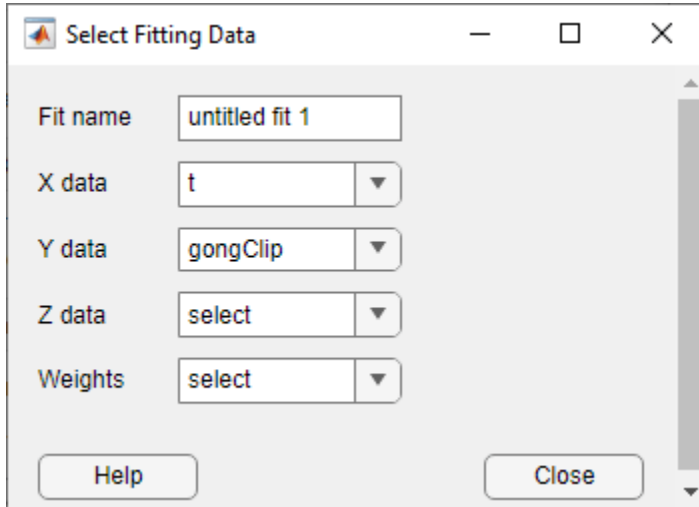 Select Fitting Data
Fit name untitled fit 1
X data t
Y data gongClip
Z data select
Weights select
Help Close